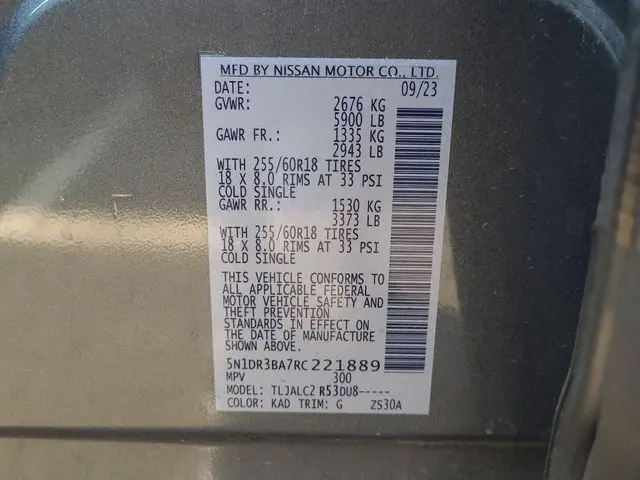 MFD BY NISSAN MOTOR CO., LTD.
DATE: 09/23
GVWR: 2676 KG
5900 LB
GAWR FR.: 1335 KG
2943 LB
WITH 255/60R18 TIRES
18 X 8.0 RIMS AT 33 PSI
COLD SINGLE
GAWR RR.: 1530 KG
3373 LB
WITH 255/60R18 TIRES
18 X 8.0 RIMS AT 33 PSI
COLD SINGLE
THIS VEHICLE CONFORMS TO
ALL APPLICABLE FEDERAL
MOTOR VEHICLE SAFETY AND
THEFT PREVENTION
STANDARDS IN EFFECT ON
THE DATE OF MANUFACTURE
SHOWN ABOVE.
5N1DR3BA7RC221889
MPV 300
MODEL: TLJALC2 R53DU8-----
COLOR: KAD TRIM: G ZS30A